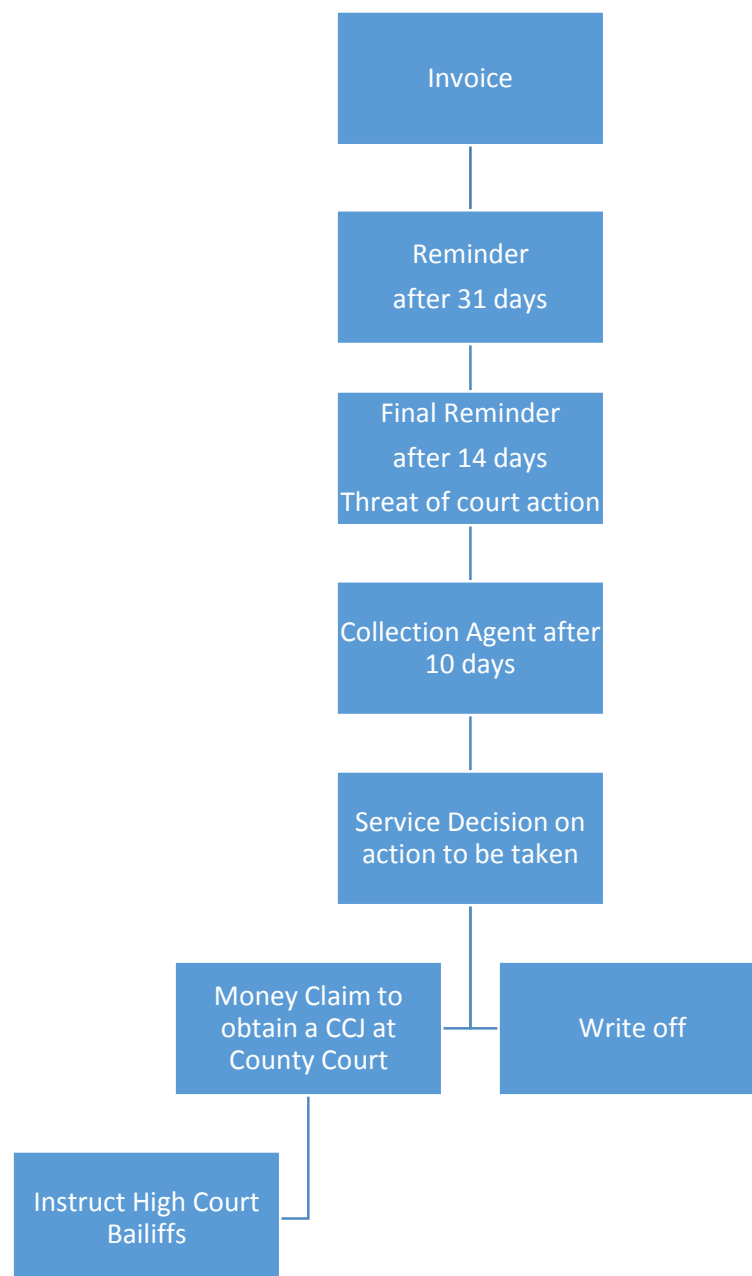 Invoice
Reminder
after 31 days
Final Reminder
after 14 days
Threat of court action
Collection Agent after
10 days
Service Decision on
action to be taken
Money Claim to
obtain a CCJ at
County Court
Write off
Instruct High Court
Bailiffs